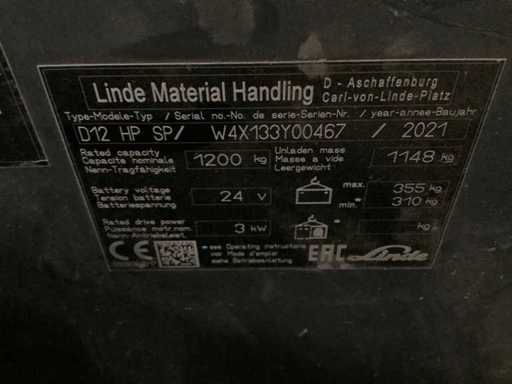 Linde Material Handling
D - Aschaffenburg
Carl-von-Linde-Platz
Type-Modele-Typ / Serial no.-No. de serie-Serien-Nr. / year-annee-Baujahr
D12 HP SP/ W4X133Y00467 / 2021
Rated capacity
Capacite nominale
Nenn-Tragfähigkeit
1200 kg
Unladen mass
Masse a vide
Leergewicht
1148 kg
Battery voltage
Tension batterie
Batteriespannung
24 V
max. 355 kg
min.* 310 kg
Rated drive power
Puissance motr.nom.
Nenn-Antriebsleist.
3 kW
kg
CE
*= see Operating instructions
voir Mode d'emploi
siehe Betriebsanleitung
EAC
Linde